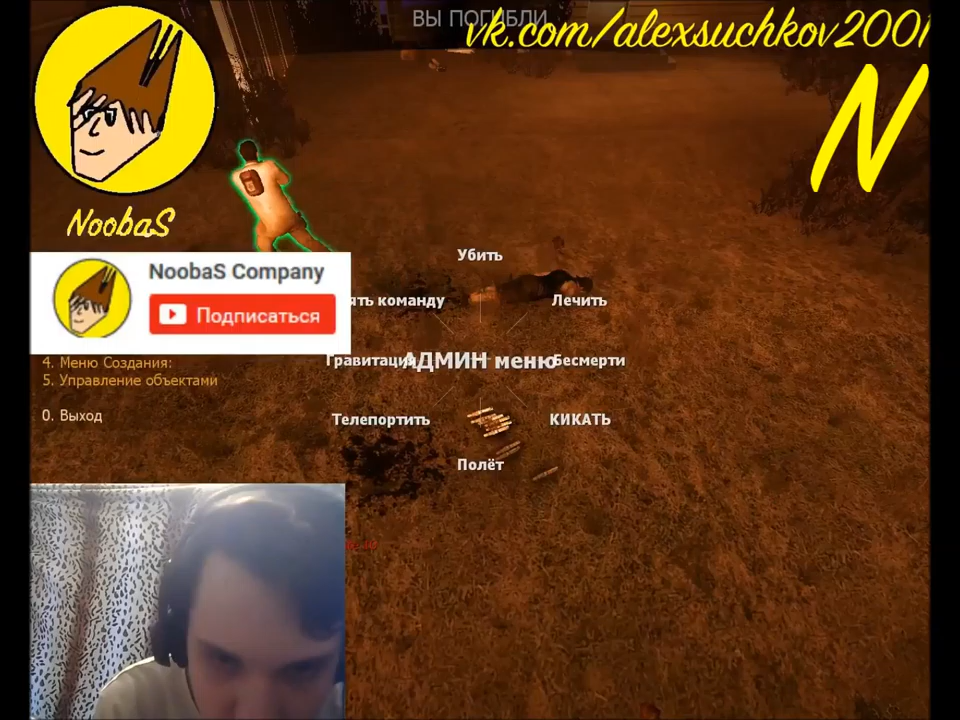 ВЫ ПОГИБЛИ
vk.com/alexsuchkov2001
N
NoobaS
NoobaS Company
Подписаться
Убить
ять команду
Лечить
Гравитация
АДМИН меню
Бесмерти
4. Меню Создания:
5. Управление объектами
0. Выход
Телепортить
КИКАТЬ
Полёт